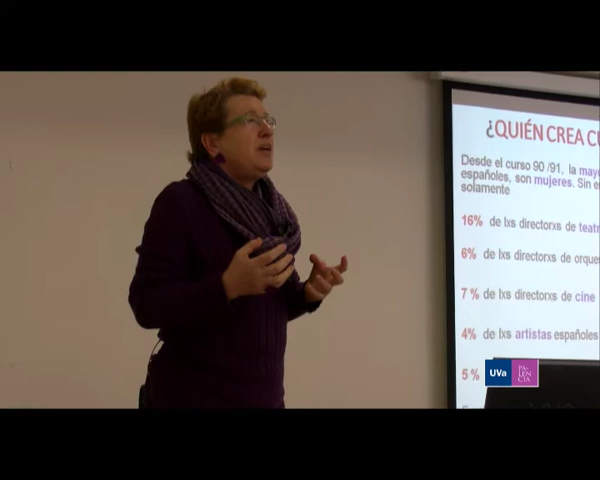 ¿QUIÉN CREA CU
Desde el curso 90 /91, la may
españoles, son mujeres. Sin e
solamente
16% de lxs directorxs de teatr
6% de lxs directorxs de orque
7 % de lxs directorxs de cine
4% de lxs artistas españoles
5 %
UVa
PA-
LEN
CIA